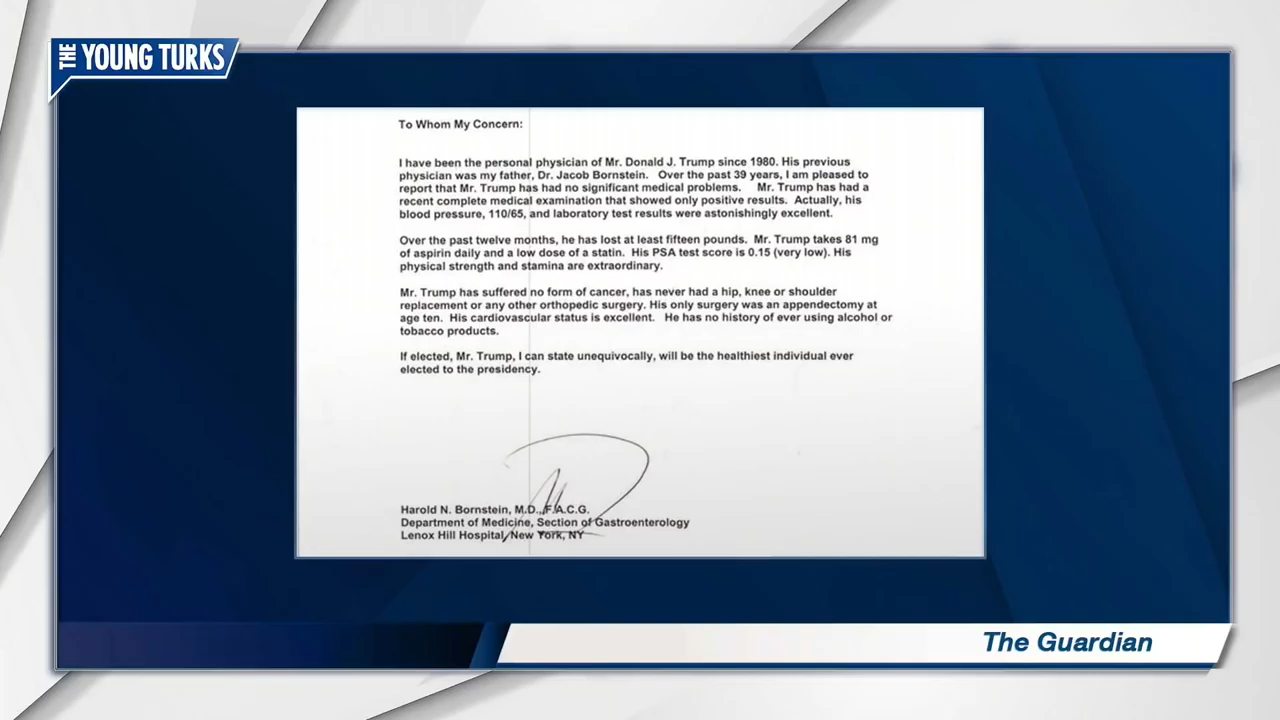 THE YOUNG TURKS
To Whom My Concern:
I have been the personal physician of Mr. Donald J. Trump since 1980. His previous
physician was my father, Dr. Jacob Bornstein. Over the past 39 years, I am pleased to
report that Mr. Trump has had no significant medical problems. Mr. Trump has had a
recent complete medical examination that showed only positive results. Actually, his
blood pressure, 110/65, and laboratory test results were astonishingly excellent.
Over the past twelve months, he has lost at least fifteen pounds. Mr. Trump takes 81 mg
of aspirin daily and a low dose of a statin. His PSA test score is 0.15 (very low). His
physical strength and stamina are extraordinary.
Mr. Trump has suffered no form of cancer, has never had a hip, knee or shoulder
replacement or any other orthopedic surgery. His only surgery was an appendectomy at
age ten. His cardiovascular status is excellent. He has no history of ever using alcohol or
tobacco products.
If elected, Mr. Trump, I can state unequivocally, will be the healthiest individual ever
elected to the presidency.
Harold N. Bornstein, M.D., F.A.C.G.
Department of Medicine, Section of Gastroenterology
Lenox Hill Hospital, New York, NY
The Guardian